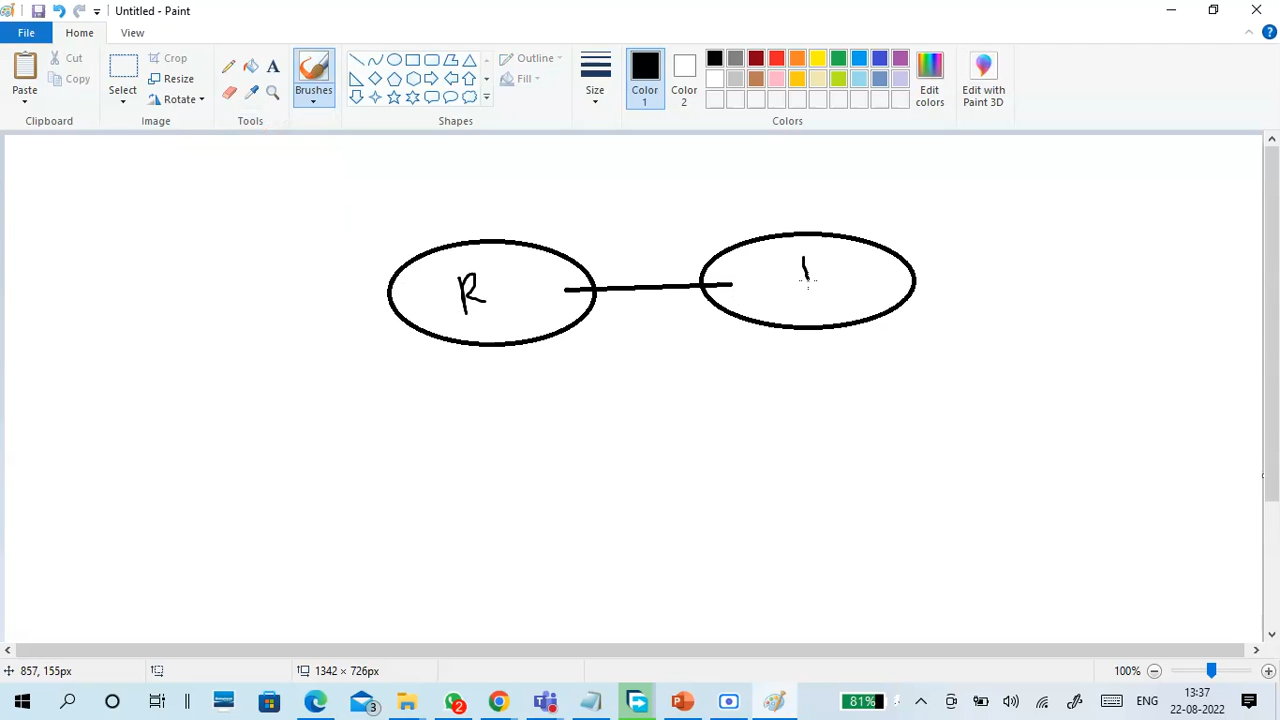 Untitled - Paint
File
Home
View
Paste
Cut
Copy
Clipboard
Select
Crop
Resize
Rotate
Image
Tools
Brushes
Shapes
Outline
Fill
Size
Color
1
Color
2
Edit
colors
Colors
Edit with
Paint 3D
R
857, 155px
1342 × 726px
100%
3
2
81%
ENG
13:37
22-08-2022